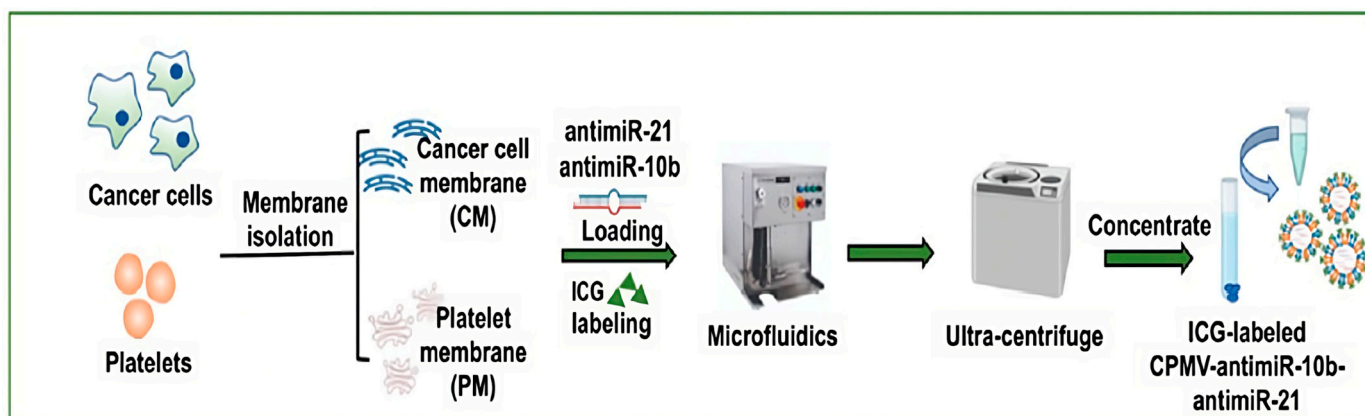 Cancer cells
Platelets
Membrane
isolation
Cancer cell
membrane
(CM)
Platelet
membrane
(PM)
antimiR-21
antimiR-10b
Loading
ICG
labeling
Microfluidics
Ultra-centrifuge
Concentrate
ICG-labeled
CPMV-antimiR-10b-
antimiR-21